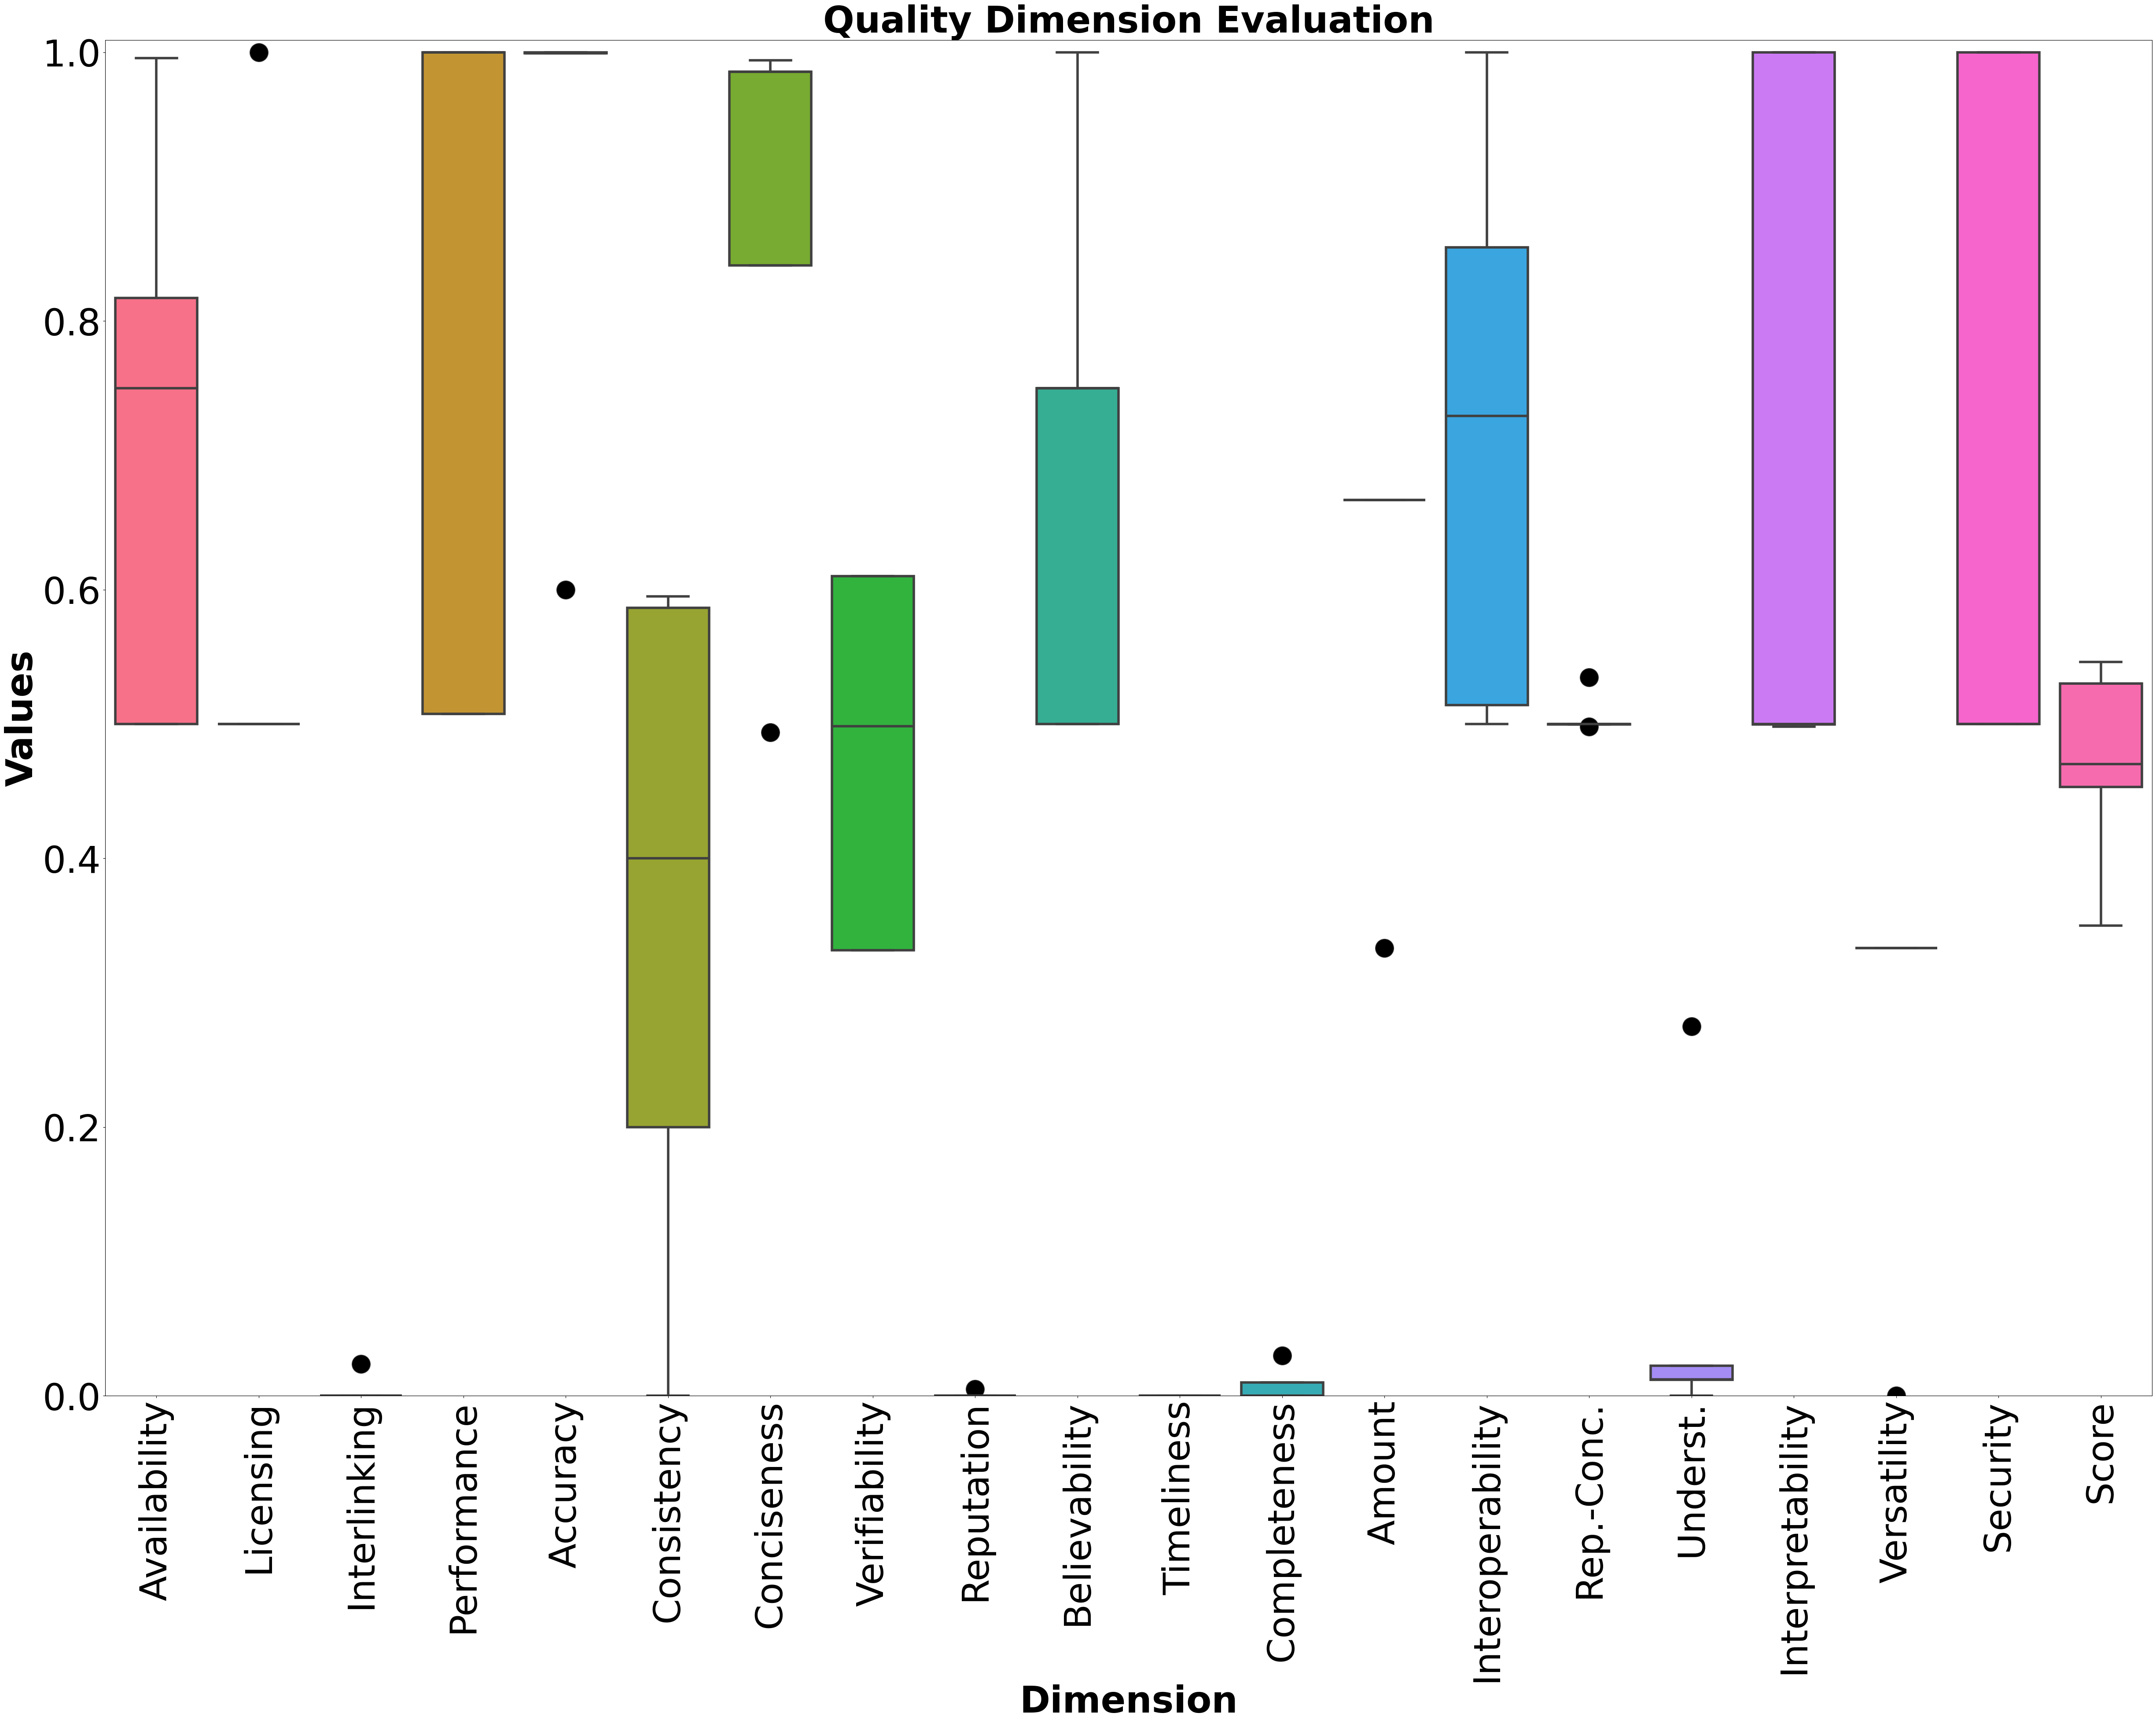 Quality Dimension Evaluation
Values
1.0
0.8
0.6
0.4
0.2
0.0
Availability
Licensing
Interlinking
Performance
Accuracy
Consistency
Conciseness
Verifiability
Reputation
Believability
Timeliness
Completeness
Amount
Interoperability
Rep.-Conc.
Underst.
Interpretability
Versatility
Security
Score
Dimension